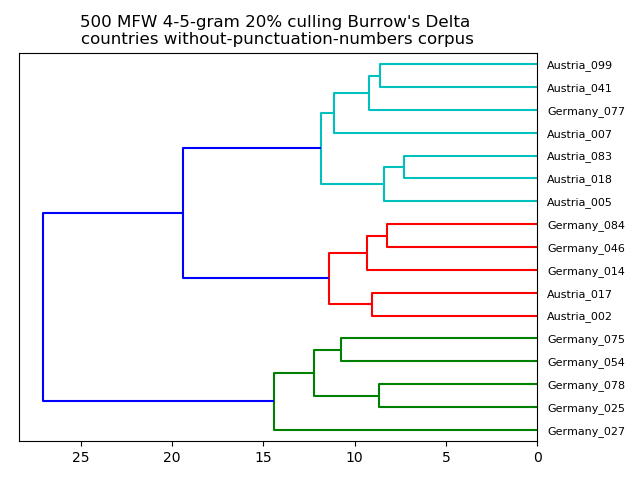 500 MFW 4-5-gram 20% culling Burrow's Delta
countries without-punctuation-numbers corpus
Austria_099
Austria_041
Germany_077
Austria_007
Austria_083
Austria_018
Austria_005
Germany_084
Germany_046
Germany_014
Austria_017
Austria_002
Germany_075
Germany_054
Germany_078
Germany_025
Germany_027
25 20 15 10 5 0